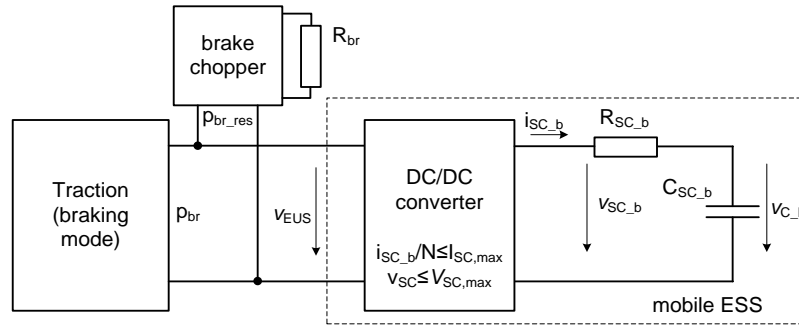 brake
chopper
R_br
p_br_res
Traction
(braking
mode)
p_br
v_EUS
DC/DC
converter
i_SC_b/N≤I_SC,max
v_SC≤V_SC,max
i_SC_b
R_SC_b
v_SC_b
C_SC_b
v_C_
mobile ESS